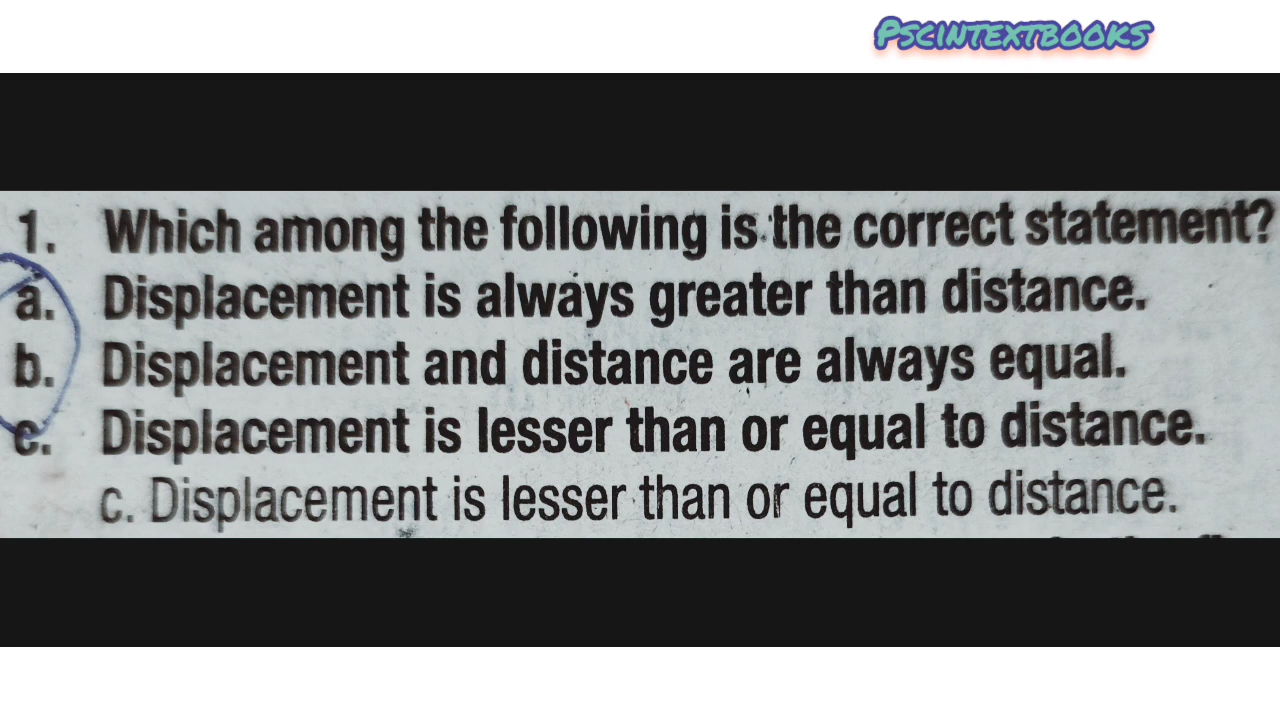 PSCINTEXTBOOKS
1. Which among the following is the correct statement?
a. Displacement is always greater than distance.
b. Displacement and distance are always equal.
c. Displacement is lesser than or equal to distance.
c. Displacement is lesser than or equal to distance.